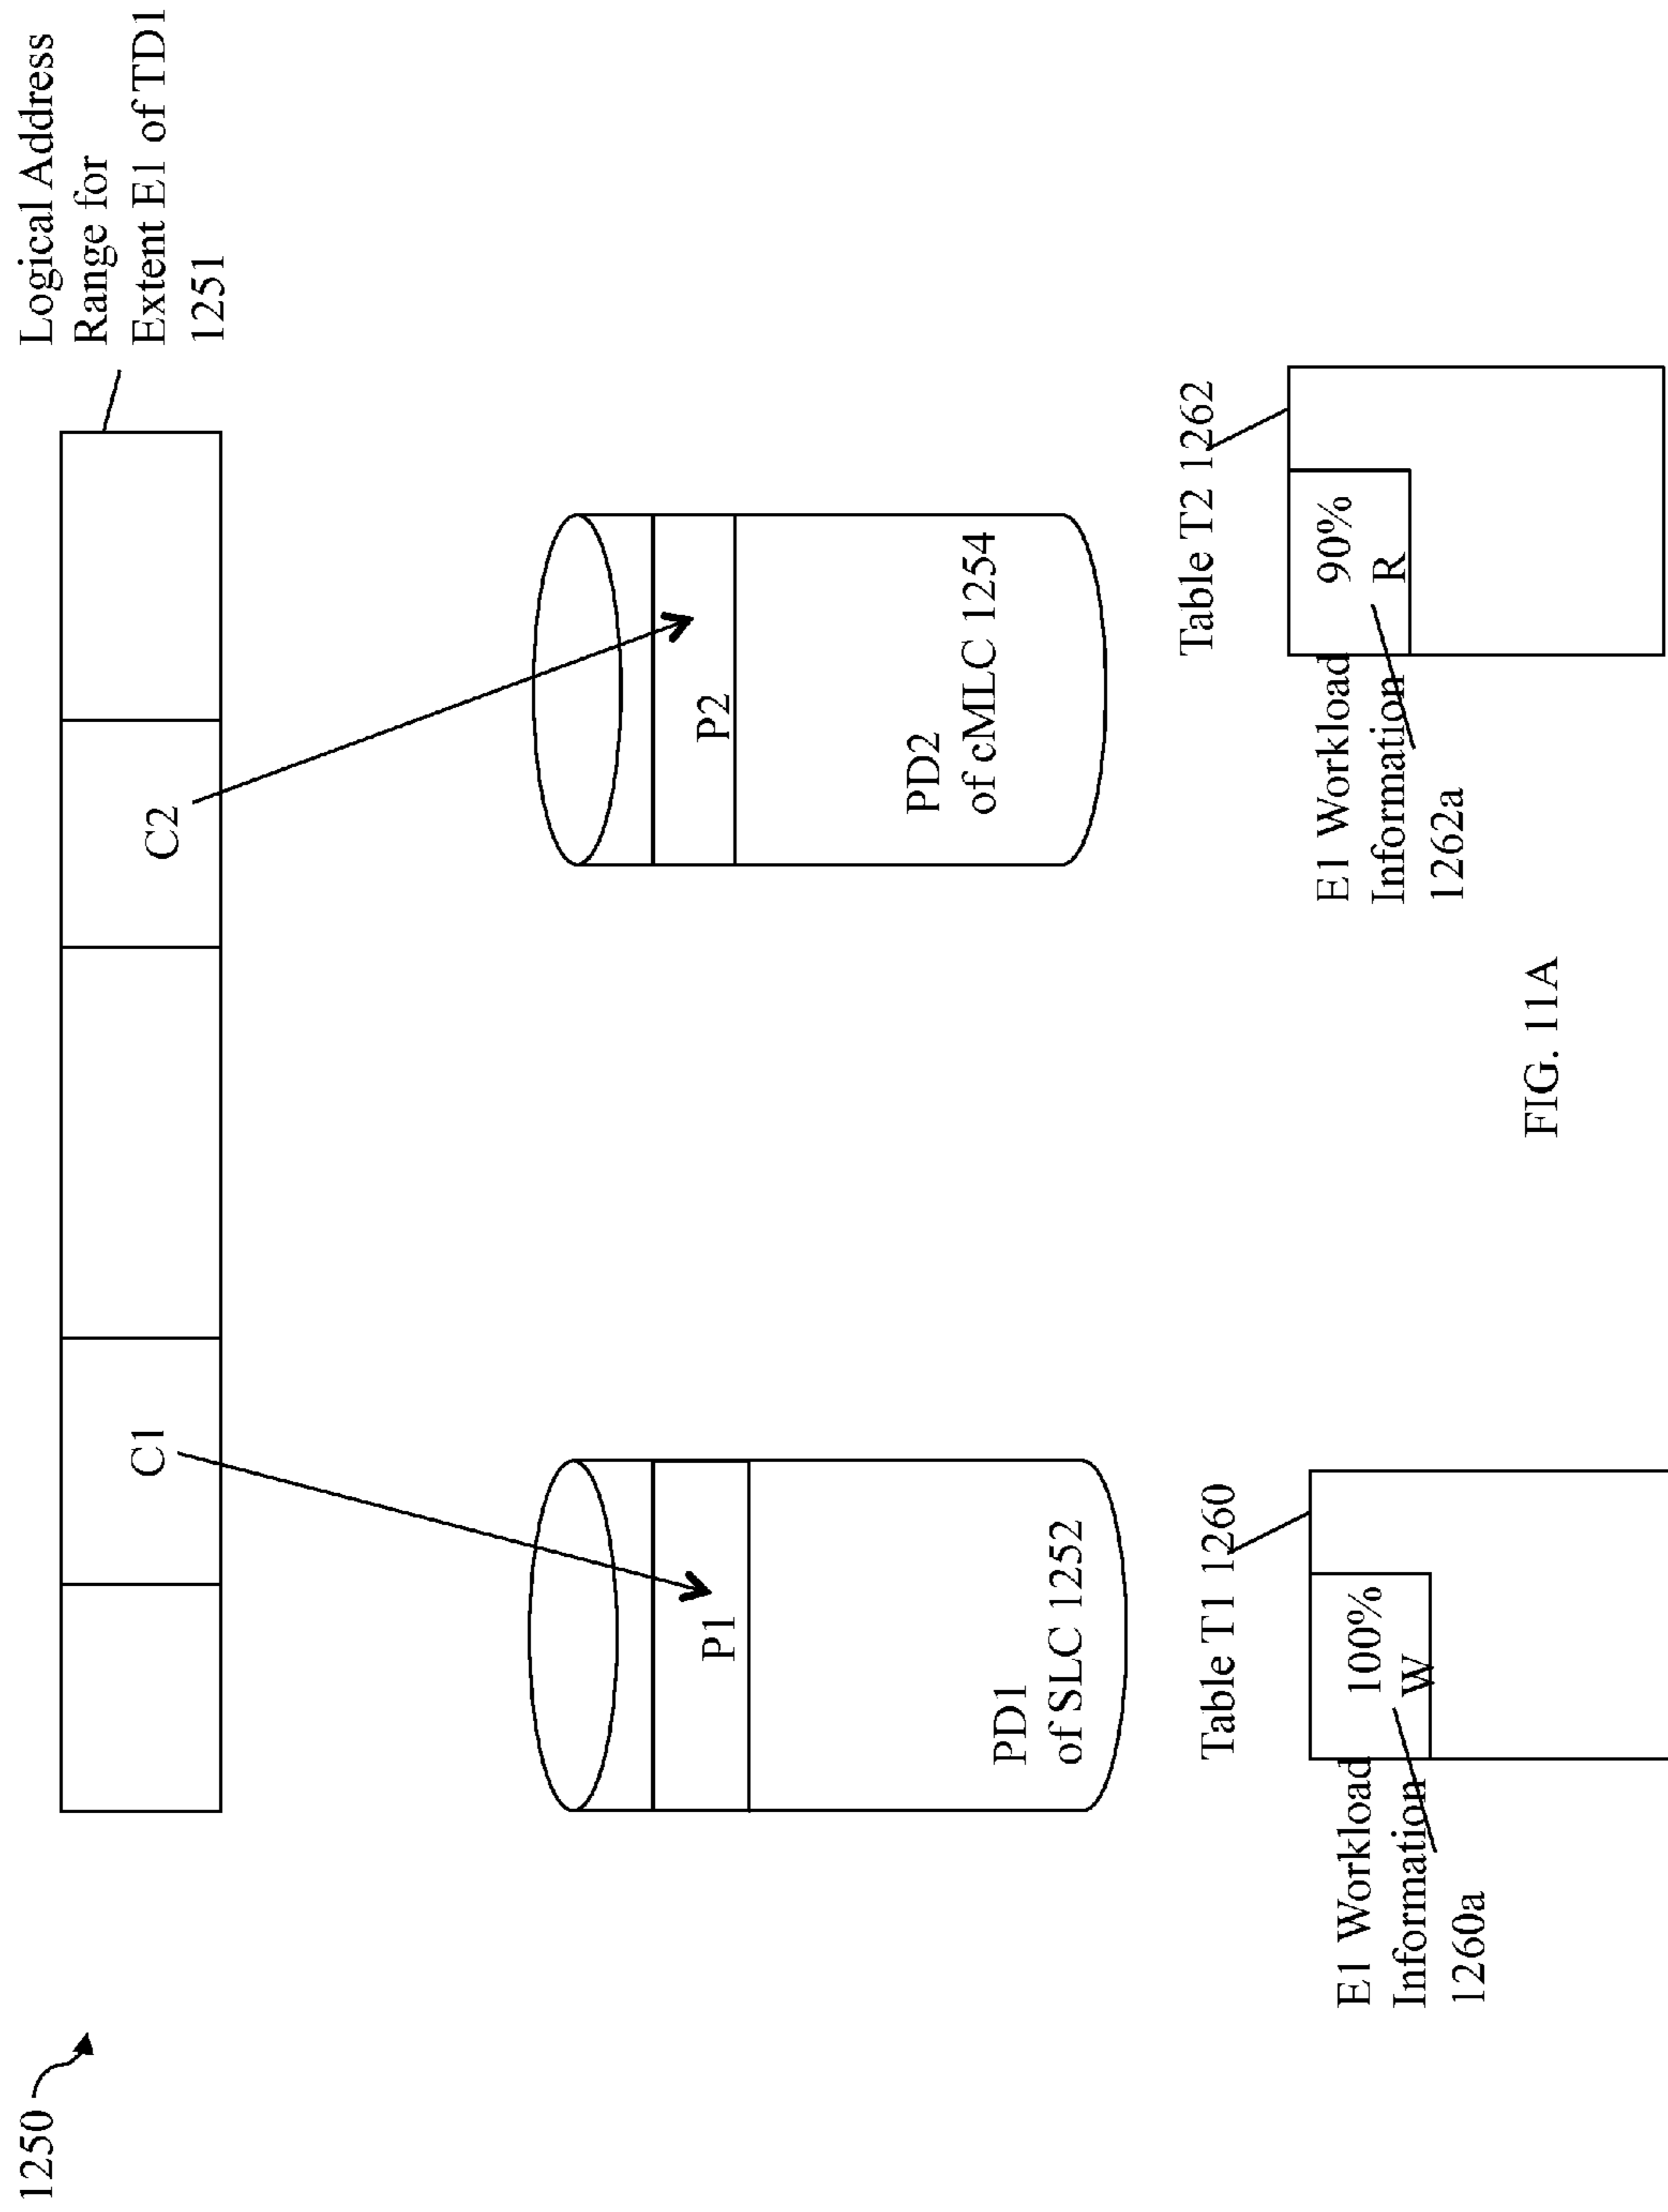 1250
Logical Address
Range for
Extent E1 of TD1
1251
C1
C2
P1
P2
PD1
of SLC 1252
PD2
of cMLC 1254
Table T1 1260
Table T2 1262
100%
W
E1 Workload
Information
1260a
90%
R
E1 Workload
Information
1262a
FIG. 11A